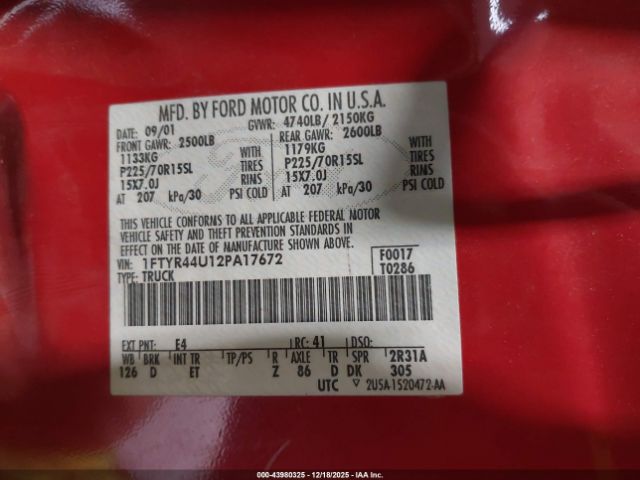 MFD. BY FORD MOTOR CO. IN U.S.A.
DATE: 09/01 GVWR: 4740LB/ 2150KG
FRONT GAWR: 2500LB REAR GAWR: 2600LB
1133KG WITH 1179KG WITH
P225/70R15SL TIRES P225/70R15SL TIRES
15X7.0J RIMS 15X7.0J RIMS
AT 207 kPa/30 PSI COLD AT 207 kPa/30 PSI COLD
THIS VEHICLE CONFORMS TO ALL APPLICABLE FEDERAL MOTOR
VEHICLE SAFETY AND THEFT PREVENTION STANDARDS IN
EFFECT ON THE DATE OF MANUFACTURE SHOWN ABOVE.
VIN: 1FTYR44U12PA17672 F0017
TYPE: TRUCK T0286
EXT PNT: E4 RC: 41 DSO:
WB BRK INT TR TP/PS R AXLE TR SPR 2R31A
126 D ET Z 86 D DK 305
UTC ▽ 2U5A-1520472-AA
000-43980325 - 12/18/2025 - IAAI, Inc.